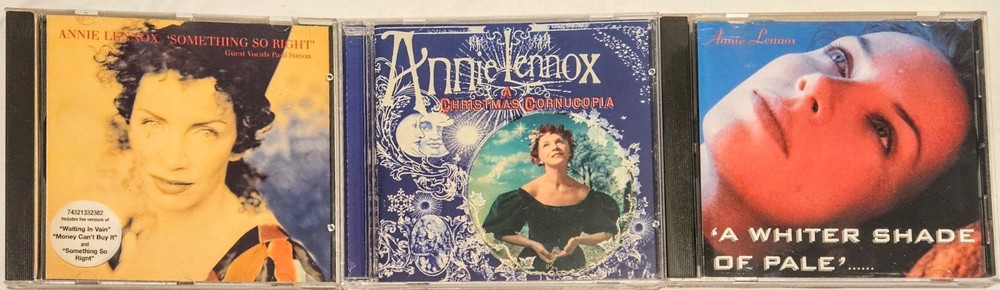 ANNIE LENNOX 'SOMETHING SO RIGHT'
Guest Vocals Paul Simon
74321332382
Includes live versions of
"Waiting In Vain"
"Money Can't Buy It"
and
"Something So
Right"
Annie Lennox
A
CHRISTMAS CORNUCOPIA
Annie Lennox
'A WHITER SHADE
OF PALE'......